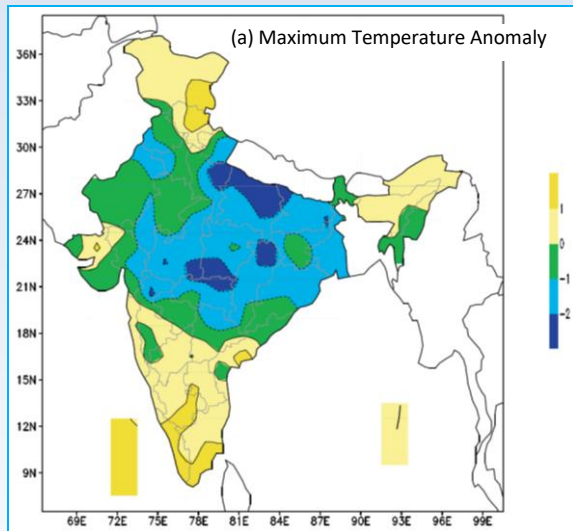 (a) Maximum Temperature Anomaly
36N
33N
30N
27N
24N
21N
18N
15N
12N
9N
1
0
-1
-2
69E 72E 75E 78E 81E 84E 87E 90E 93E 96E 99E